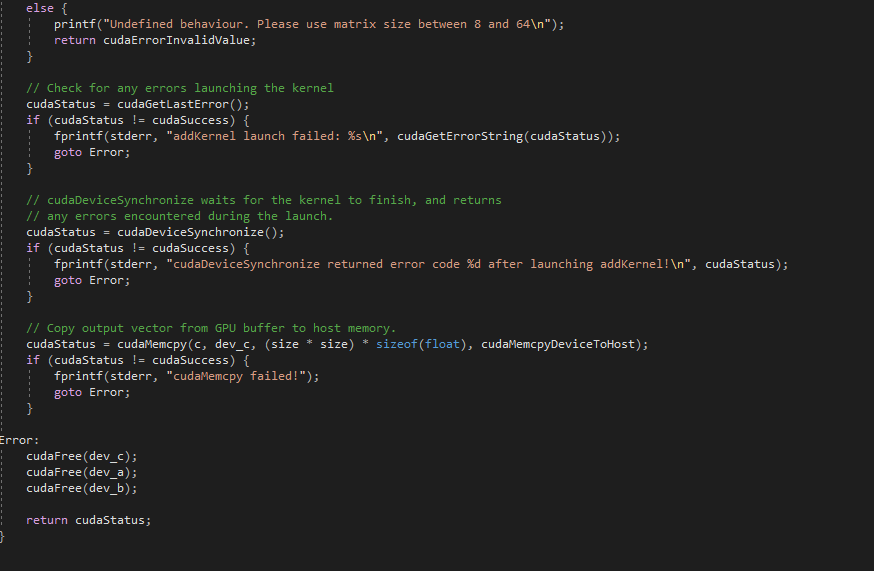 else {
printf("Undefined behaviour. Please use matrix size between 8 and 64\n");
return cudaErrorInvalidValue;
}
// Check for any errors launching the kernel
cudaStatus = cudaGetLastError();
if (cudaStatus != cudaSuccess) {
fprintf(stderr, "addKernel launch failed: %s\n", cudaGetErrorString(cudaStatus));
goto Error;
}
// cudaDeviceSynchronize waits for the kernel to finish, and returns
// any errors encountered during the launch.
cudaStatus = cudaDeviceSynchronize();
if (cudaStatus != cudaSuccess) {
fprintf(stderr, "cudaDeviceSynchronize returned error code %d after launching addKernel!\n", cudaStatus);
goto Error;
}
// Copy output vector from GPU buffer to host memory.
cudaStatus = cudaMemcpy(c, dev_c, (size * size) * sizeof(float), cudaMemcpyDeviceToHost);
if (cudaStatus != cudaSuccess) {
fprintf(stderr, "cudaMemcpy failed!");
goto Error;
}
Error:
cudaFree(dev_c);
cudaFree(dev_a);
cudaFree(dev_b);
return cudaStatus;
}